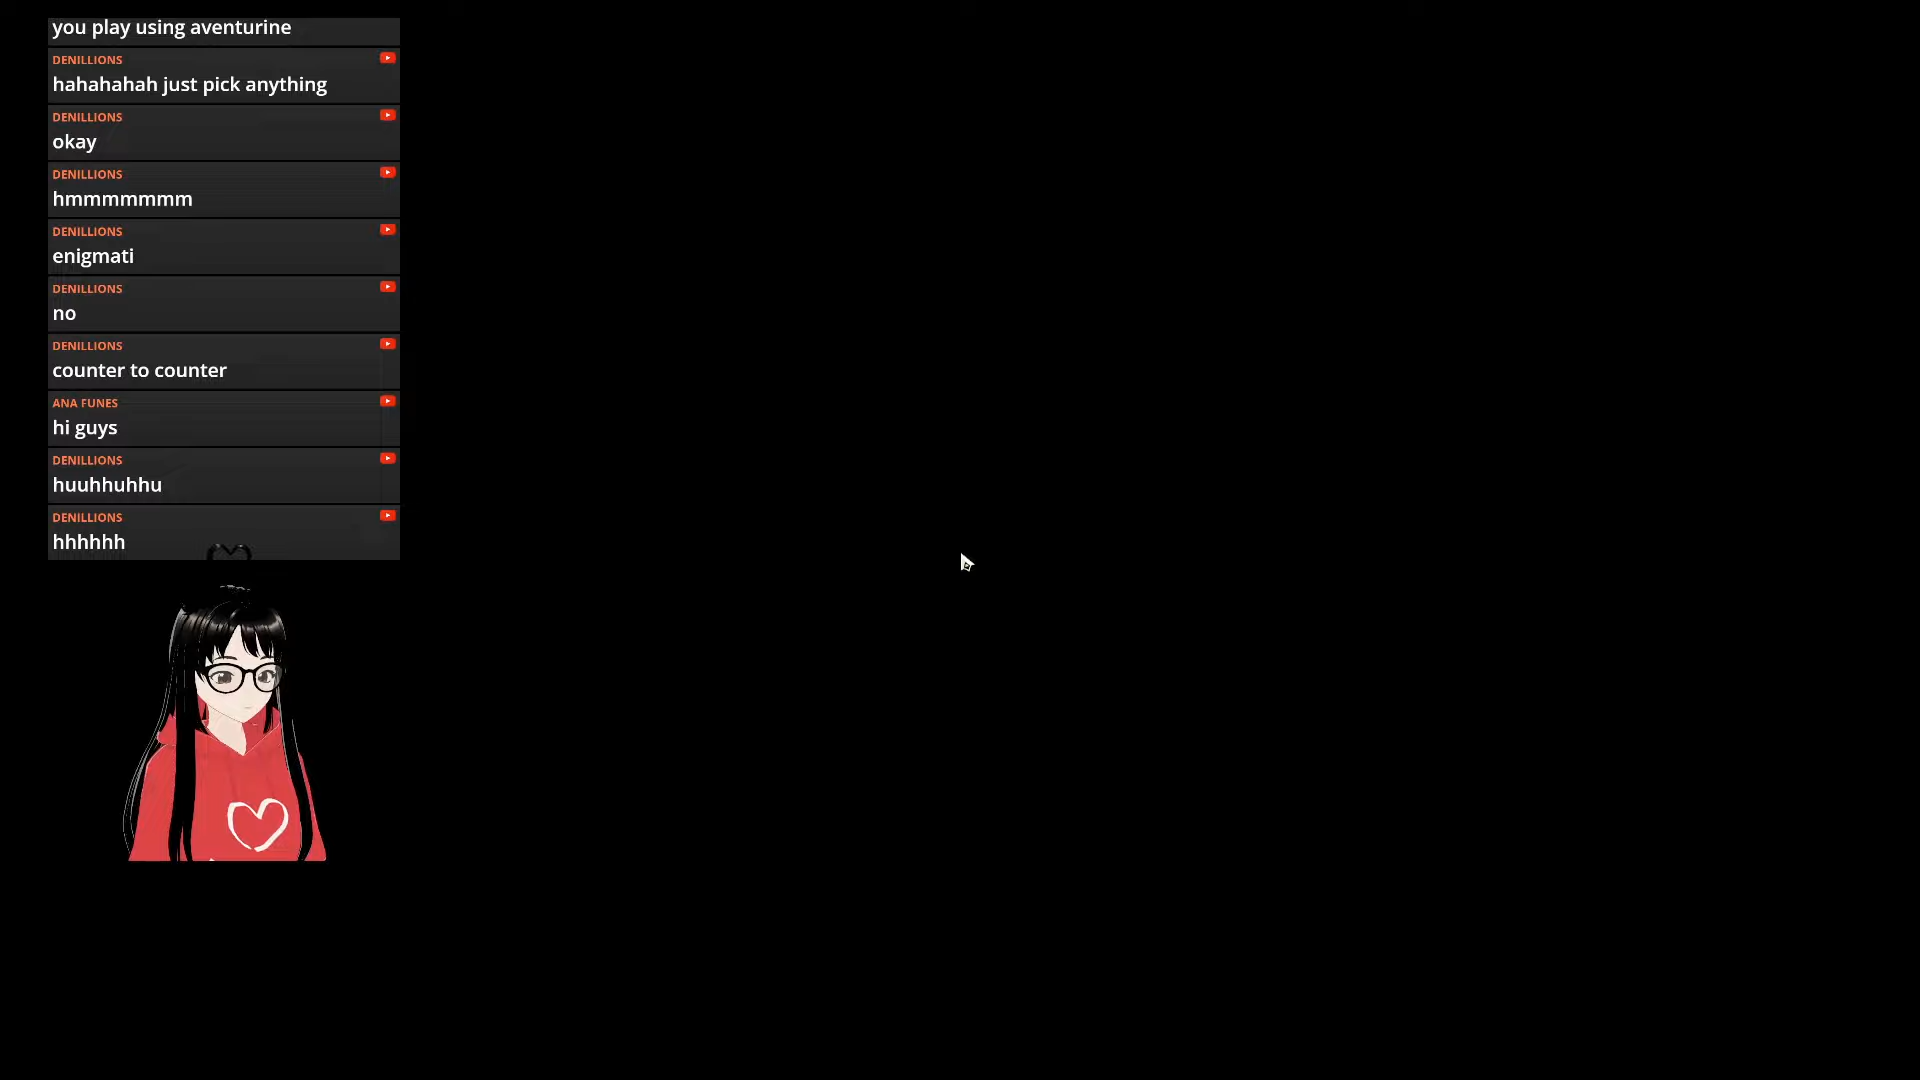 you play using aventurine
DENILLIONS
hahahahah just pick anything
DENILLIONS
okay
DENILLIONS
hmmmmmmm
DENILLIONS
enigmati
DENILLIONS
no
DENILLIONS
counter to counter
ANA FUNES
hi guys
DENILLIONS
huuhhuhhu
DENILLIONS
hhhhhh